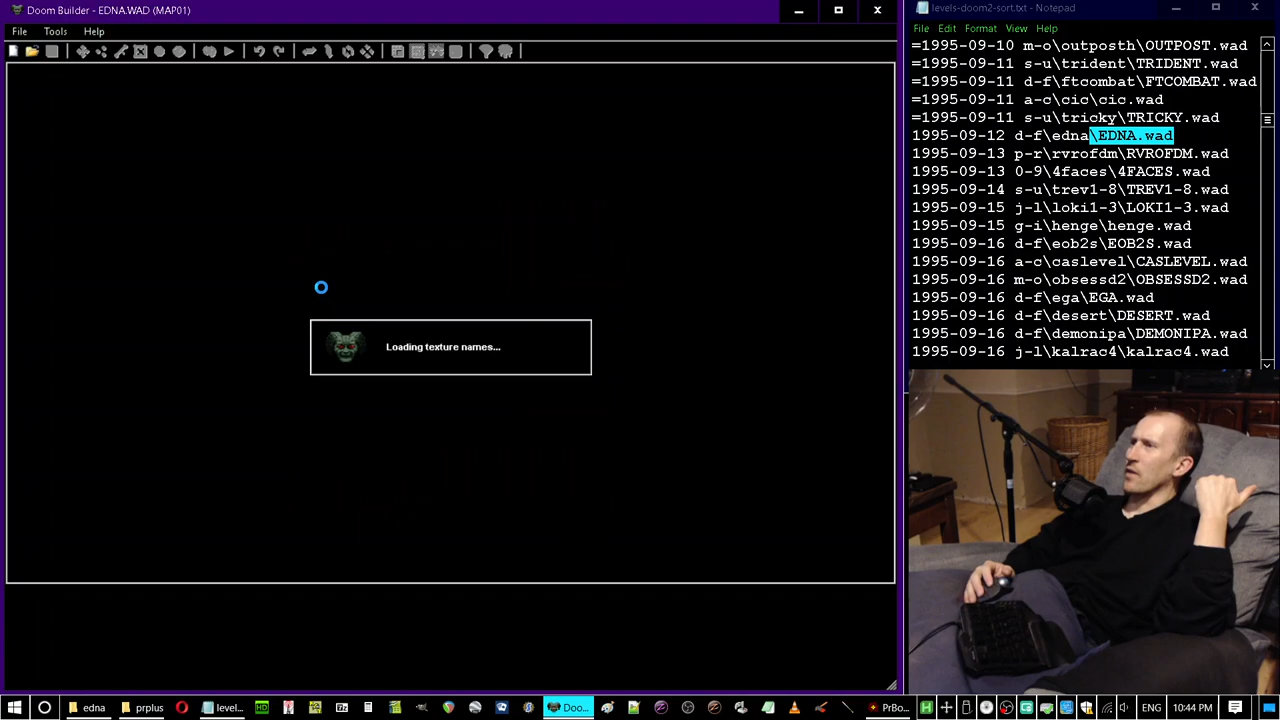 Doom Builder - EDNA.WAD (MAP01)
File Tools Help
Loading texture names...
levels-doom2-sort.txt - Notepad
File Edit Format View Help
=1995-09-10 m-o\outposth\OUTPOST.wad
=1995-09-11 s-u\trident\TRIDENT.wad
=1995-09-11 d-f\ftcombat\FTCOMBAT.wad
=1995-09-11 a-c\cic\cic.wad
=1995-09-11 s-u\tricky\TRICKY.wad
1995-09-12 d-f\edna\EDNA.wad
1995-09-13 p-r\rvrofdm\RVROFDM.wad
1995-09-13 0-9\4faces\4FACES.wad
1995-09-14 s-u\trev1-8\TREV1-8.wad
1995-09-15 j-l\loki1-3\LOKI1-3.wad
1995-09-15 g-i\henge\henge.wad
1995-09-16 d-f\eob2s\EOB2S.wad
1995-09-16 a-c\caslevel\CASLEVEL.wad
1995-09-16 m-o\obsessd2\OBSESSD2.wad
1995-09-16 d-f\ega\EGA.wad
1995-09-16 d-f\desert\DESERT.wad
1995-09-16 d-f\demonipa\DEMONIPA.wad
1995-09-16 j-l\kalrac4\kalrac4.wad
edna prplus level... Doo... PrBo... ENG 10:44 PM